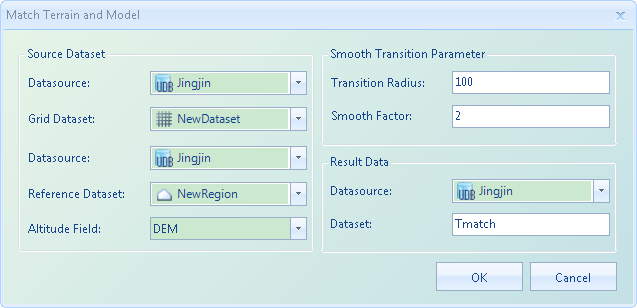 Match Terrain and Model
Source Dataset
Datasource: UDB Jingjin
Grid Dataset: NewDataset
Datasource: UDB Jingjin
Reference Dataset: NewRegion
Altitude Field: DEM
Smooth Transition Parameter
Transition Radius: 100
Smooth Factor: 2
Result Data
Datasource: UDB Jingjin
Dataset: Tmatch
OK Cancel